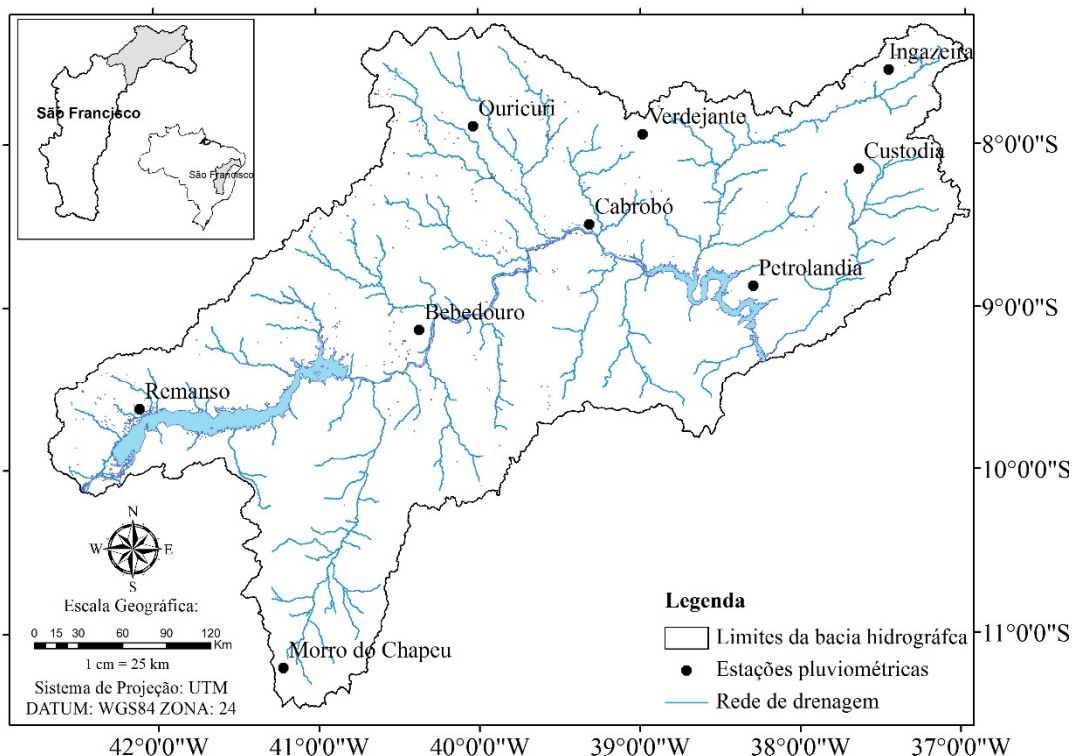 São Francisco
São Francisco
Ingazeira
Ouricuri
Verdejante
8°0'0"S
Custodia
Cabrobó
Petrolandia
9°0'0"S
Bebedouro
Remanso
10°0'0"S
N
W
E
S
Escala Geográfica:
0 15 30 60 90 120
Km
1 cm = 25 km
Sistema de Projeção: UTM
DATUM: WGS84 ZONA: 24
Morro do Chapeu
11°0'0"S
Legenda
Limites da bacia hidrográfca
Estações pluviométricas
Rede de drenagem
42°0'0"W
41°0'0"W
40°0'0"W
39°0'0"W
38°0'0"W
37°0'0"W